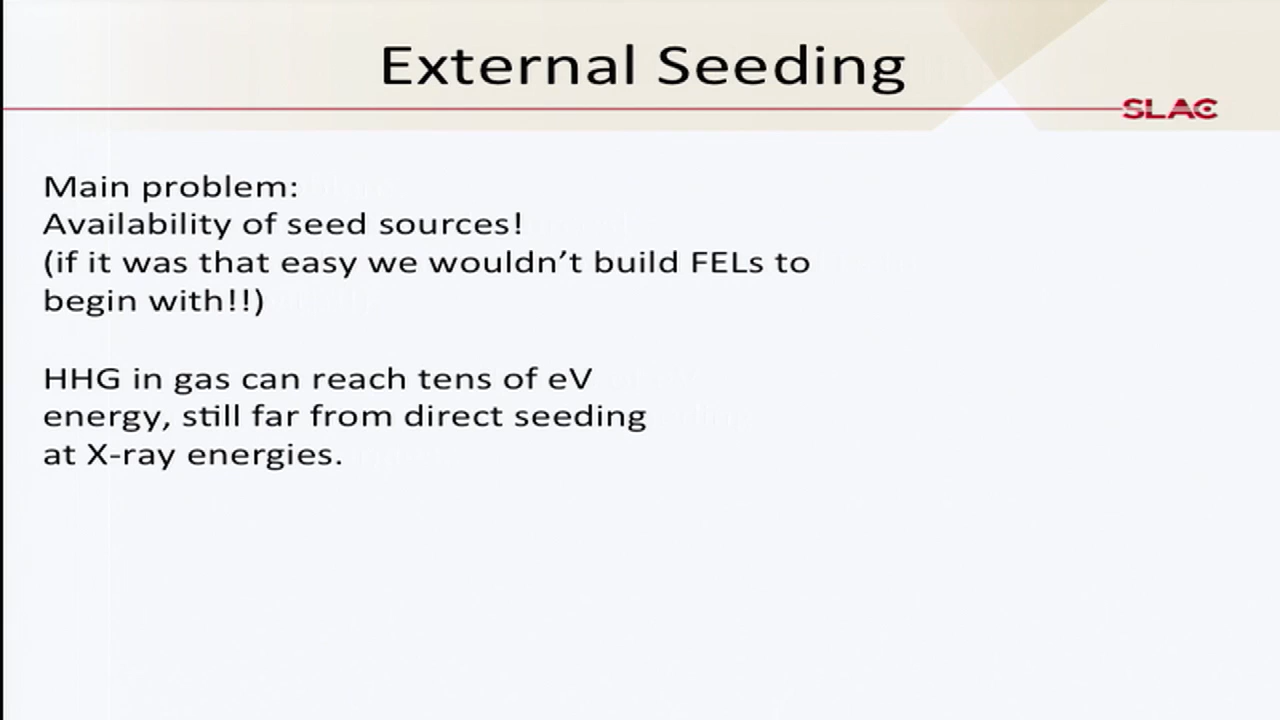 External Seeding
SLAC
Main problem:
Availability of seed sources!
(if it was that easy we wouldn’t build FELs to
begin with!!)
HHG in gas can reach tens of eV
energy, still far from direct seeding
at X-ray energies.